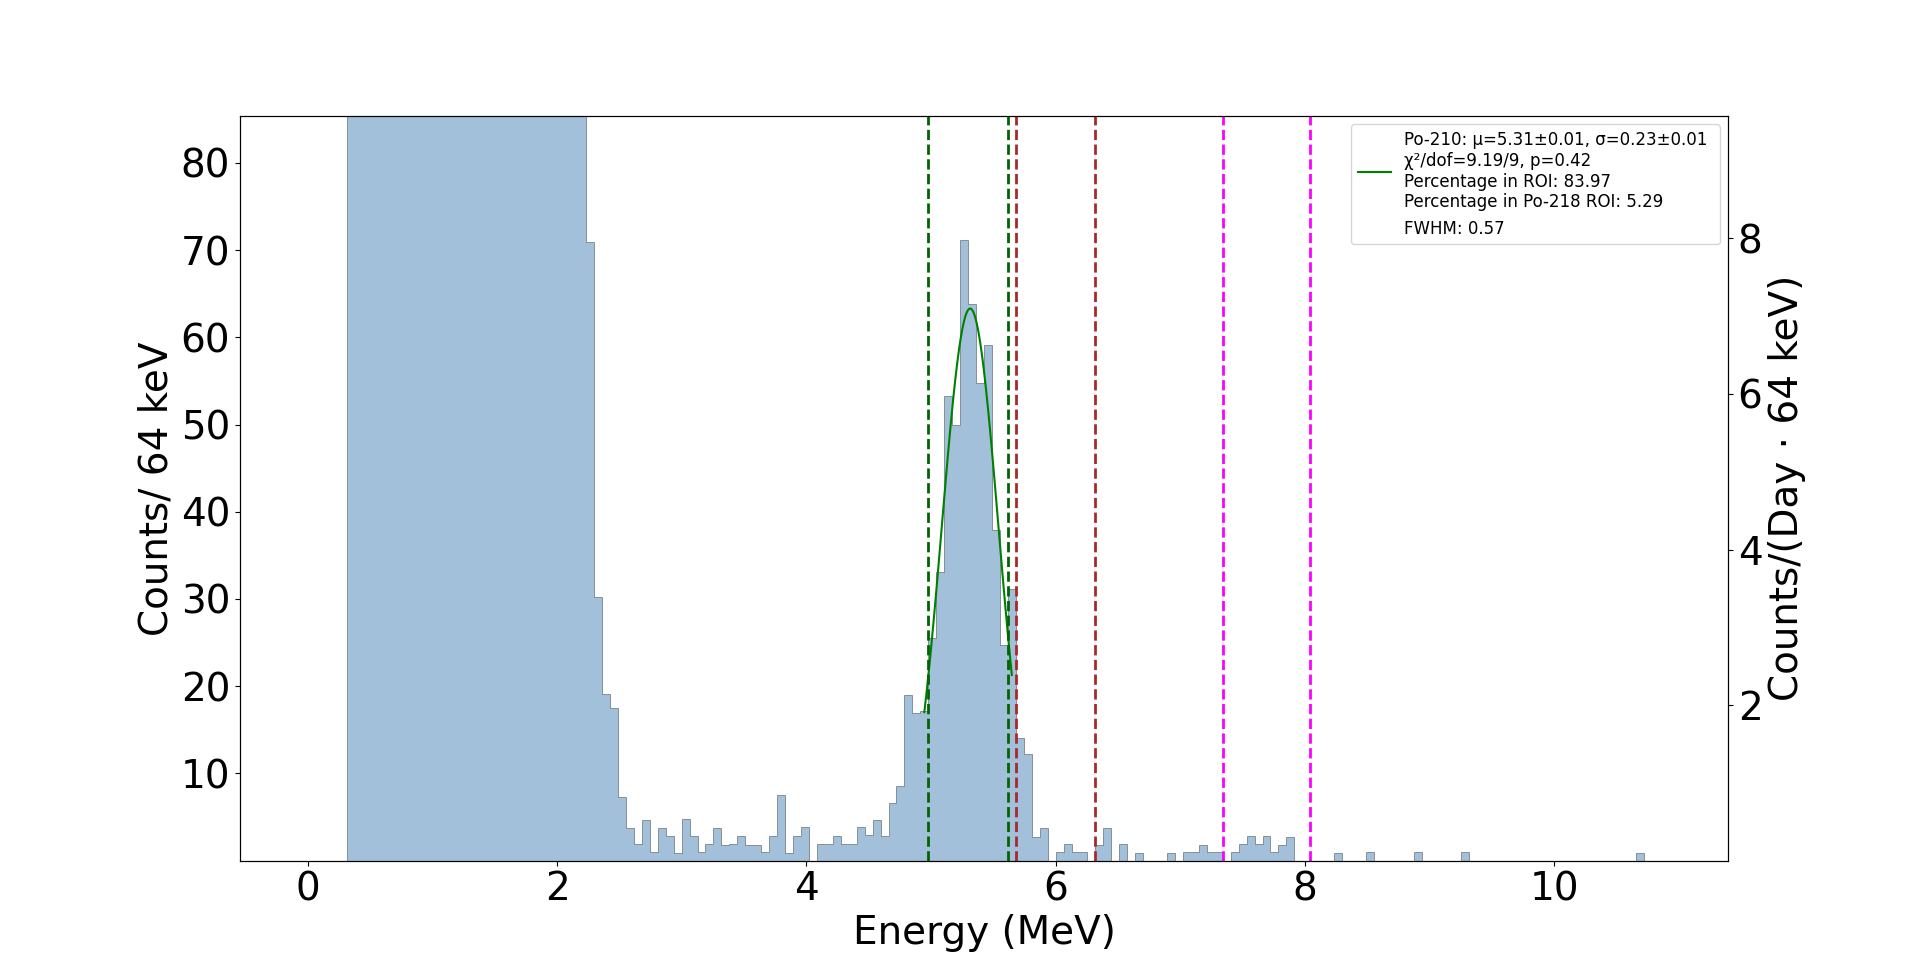 Po-210: μ=5.31±0.01, σ=0.23±0.01
χ²/dof=9.19/9, p=0.42
Percentage in ROI: 83.97
Percentage in Po-218 ROI: 5.29
FWHM: 0.57
Counts/ 64 keV
80
70
60
50
40
30
20
10
8
6
4
2
Counts/(Day · 64 keV)
0 2 4 6 8 10
Energy (MeV)